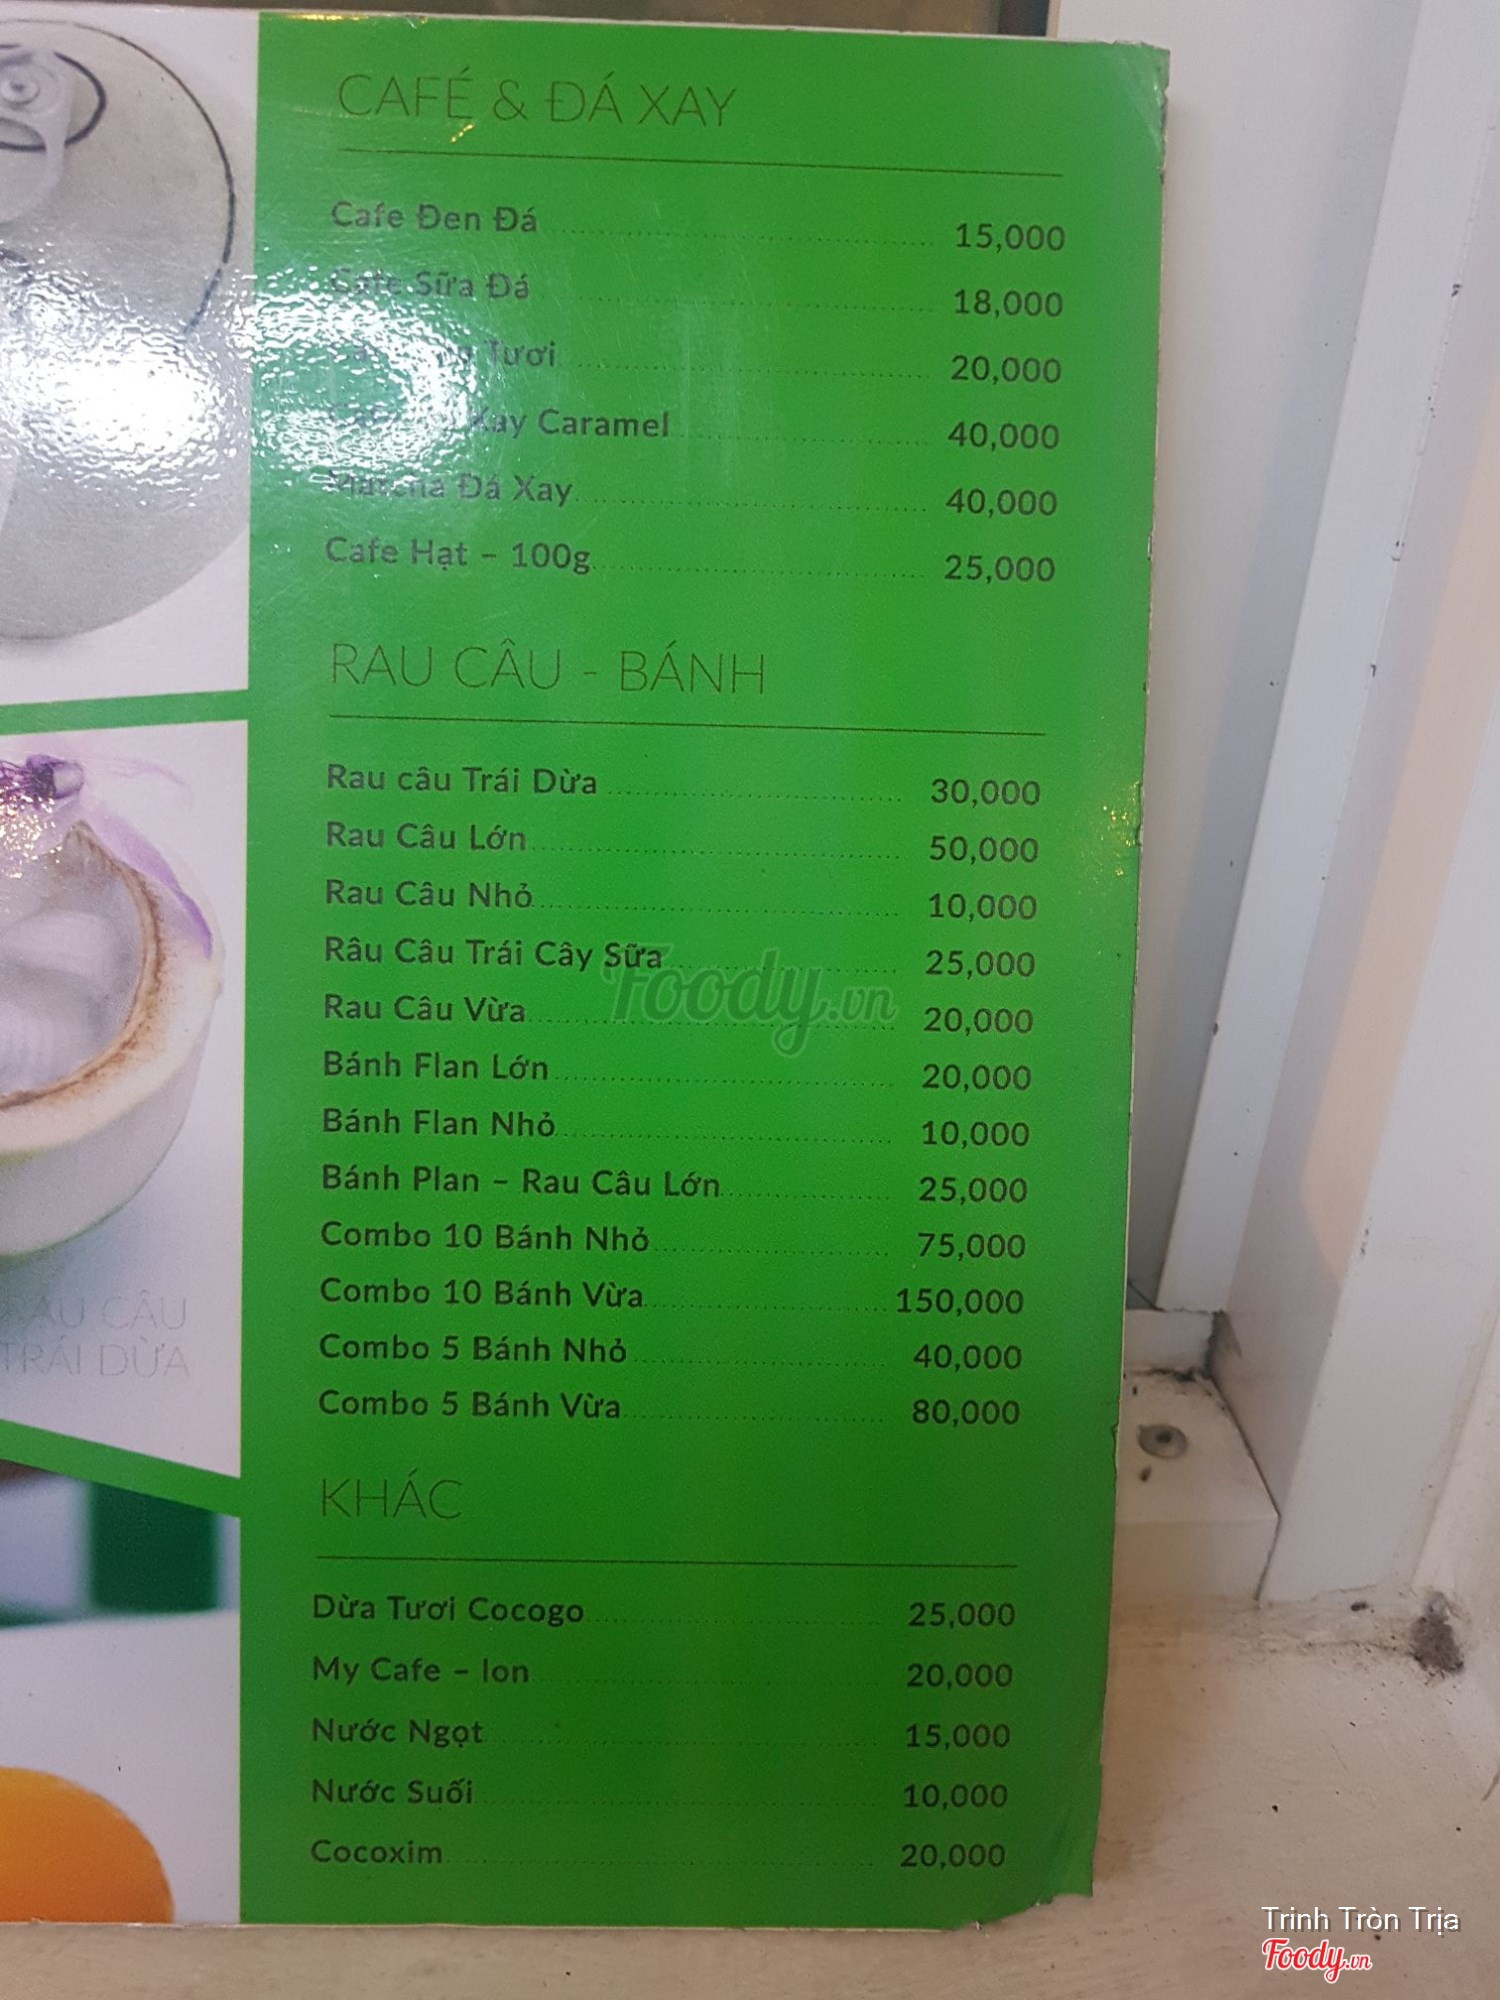 CAFÉ & ĐÁ XAY
Cafe Đen Đá 15,000
Cafe Sữa Đá 18,000
Tươi 20,000
Xay Caramel 40,000
Matcha Đá Xay 40,000
Cafe Hạt – 100g 25,000
RAU CÂU - BÁNH
Rau câu Trái Dừa 30,000
Rau Câu Lớn 50,000
Rau Câu Nhỏ 10,000
Râu Câu Trái Cây Sữa 25,000
Rau Câu Vừa 20,000
Bánh Flan Lớn 20,000
Bánh Flan Nhỏ 10,000
Bánh Plan – Rau Câu Lớn 25,000
Combo 10 Bánh Nhỏ 75,000
Combo 10 Bánh Vừa 150,000
Combo 5 Bánh Nhỏ 40,000
Combo 5 Bánh Vừa 80,000
KHÁC
Dừa Tươi Cocogo 25,000
My Cafe – lon 20,000
Nước Ngọt 15,000
Nước Suối 10,000
Cocoxim 20,000
RAU CÂU
TRÁI DỪA
Foody.vn
Trinh Tròn Trịa
Foody.vn